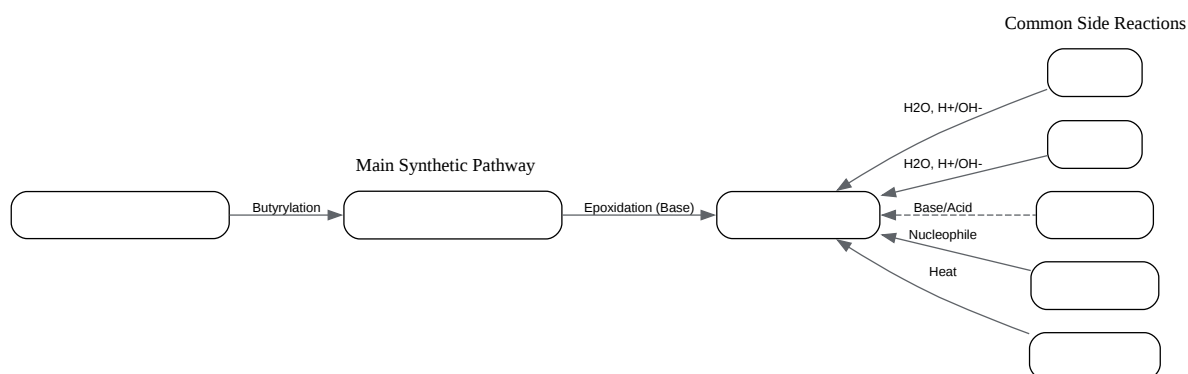 Common Side Reactions
H2O, H+/OH-
Main Synthetic Pathway
H2O, H+/OH-
Butyrylation
Epoxidation (Base)
Base/Acid
Nucleophile
Heat